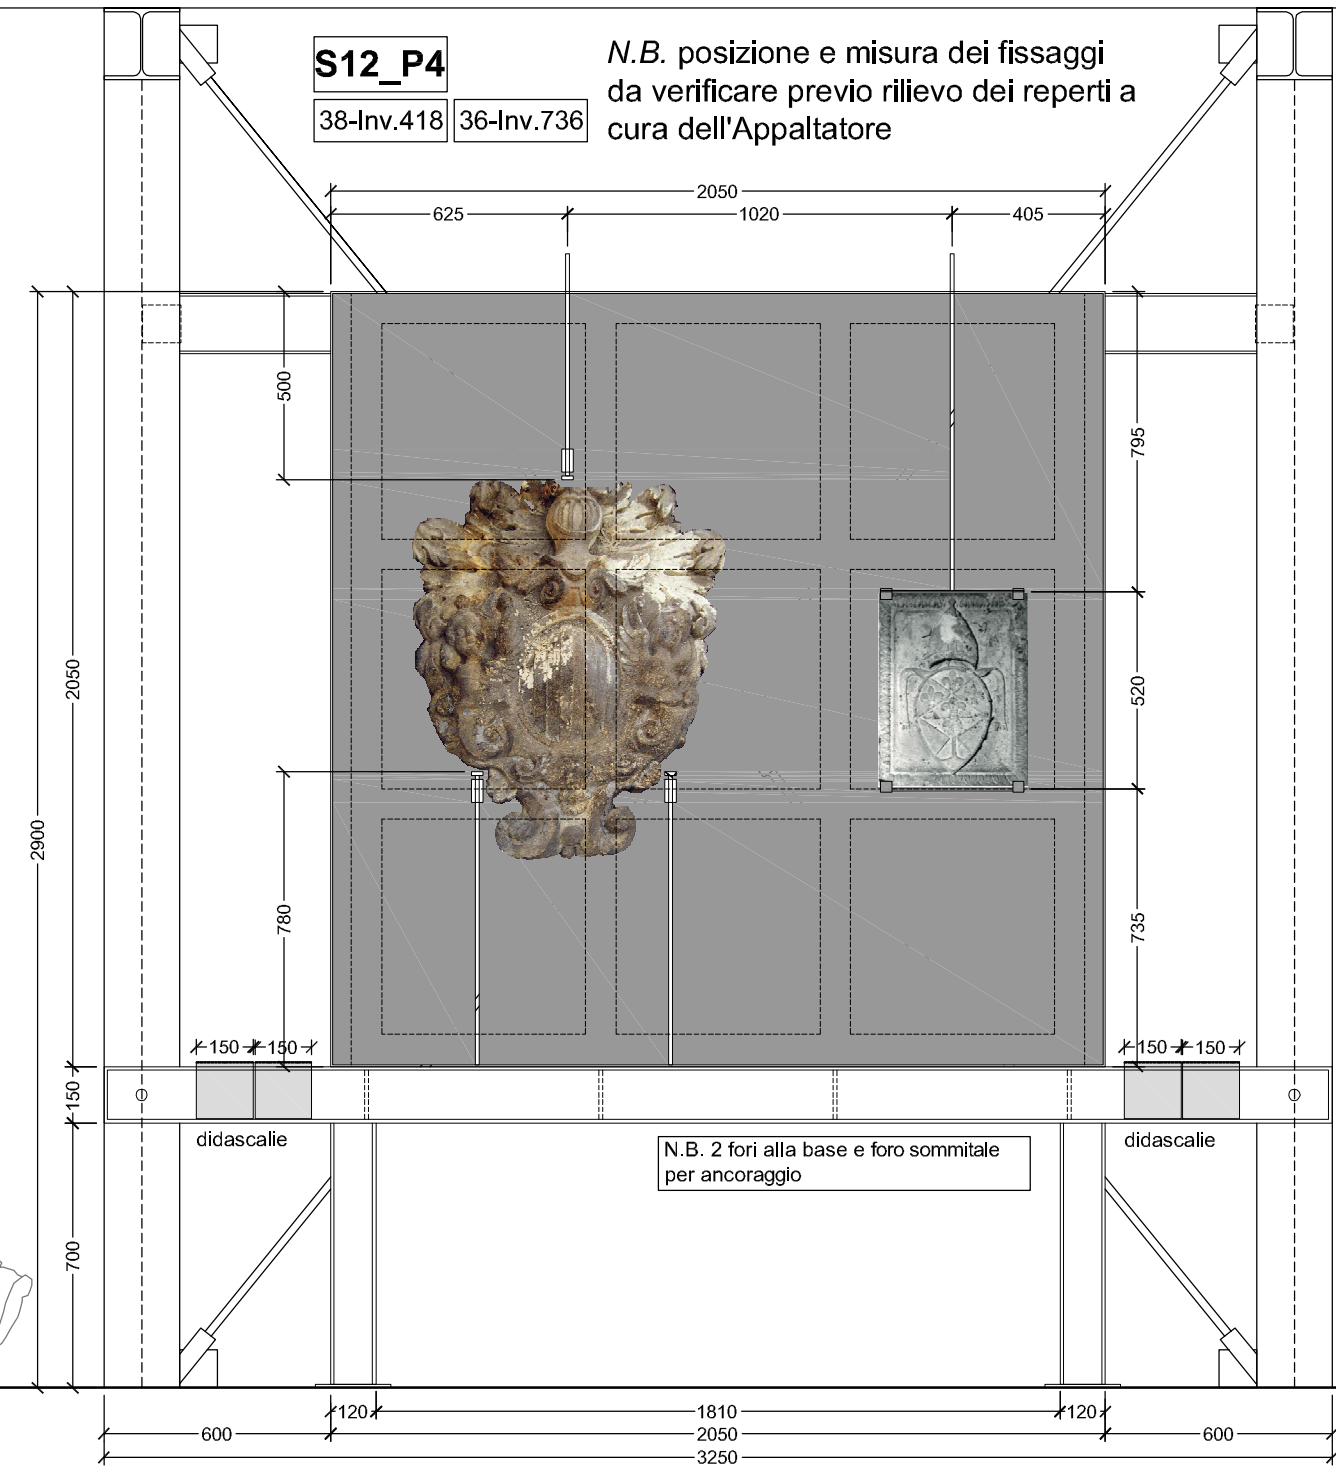 S12_P4
38-Inv.418
36-Inv.736
N.B. posizione e misura dei fissaggi
da verificare previo rilievo dei reperti a
cura dell'Appaltatore
2050
625
1020
405
500
795
2050
520
2900
780
735
150
150
150
150
150
didascalie
didascalie
N.B. 2 fori alla base e foro sommitale
per ancoraggio
700
120
1810
120
600
2050
600
3250